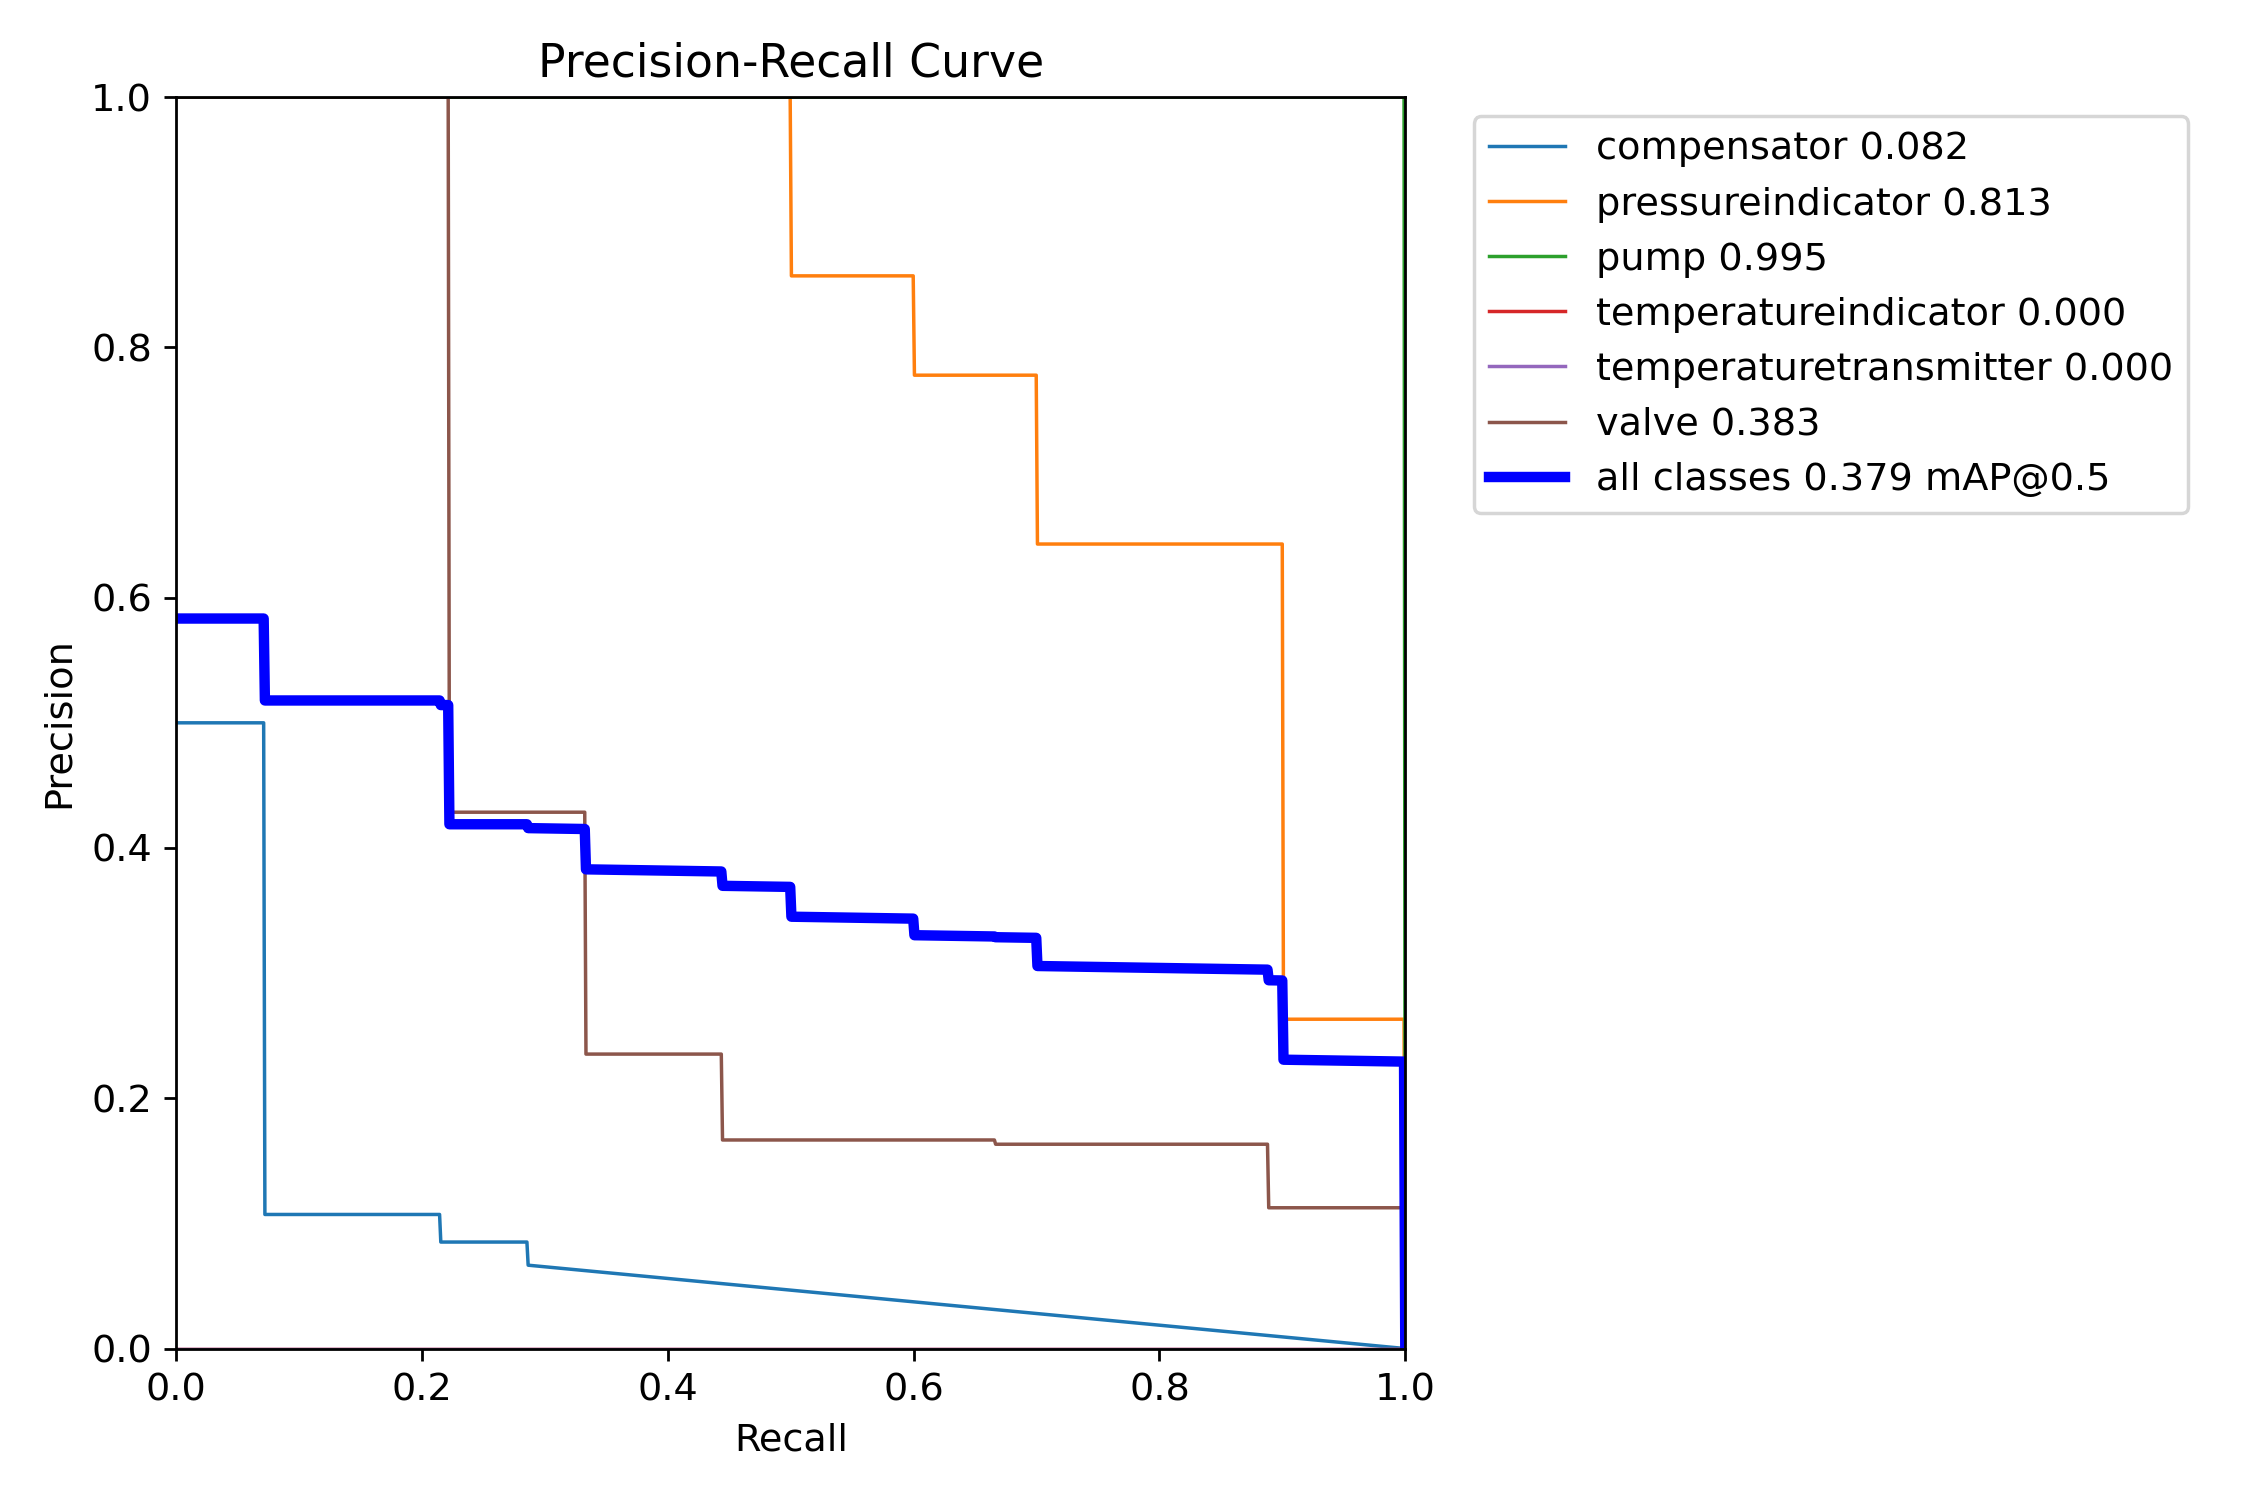 Precision-Recall Curve
1.0
0.8
0.6
0.4
0.2
0.0
Precision
0.0 0.2 0.4 0.6 0.8 1.0
Recall
compensator 0.082
pressureindicator 0.813
pump 0.995
temperatureindicator 0.000
temperaturetransmitter 0.000
valve 0.383
all classes 0.379 mAP@0.5